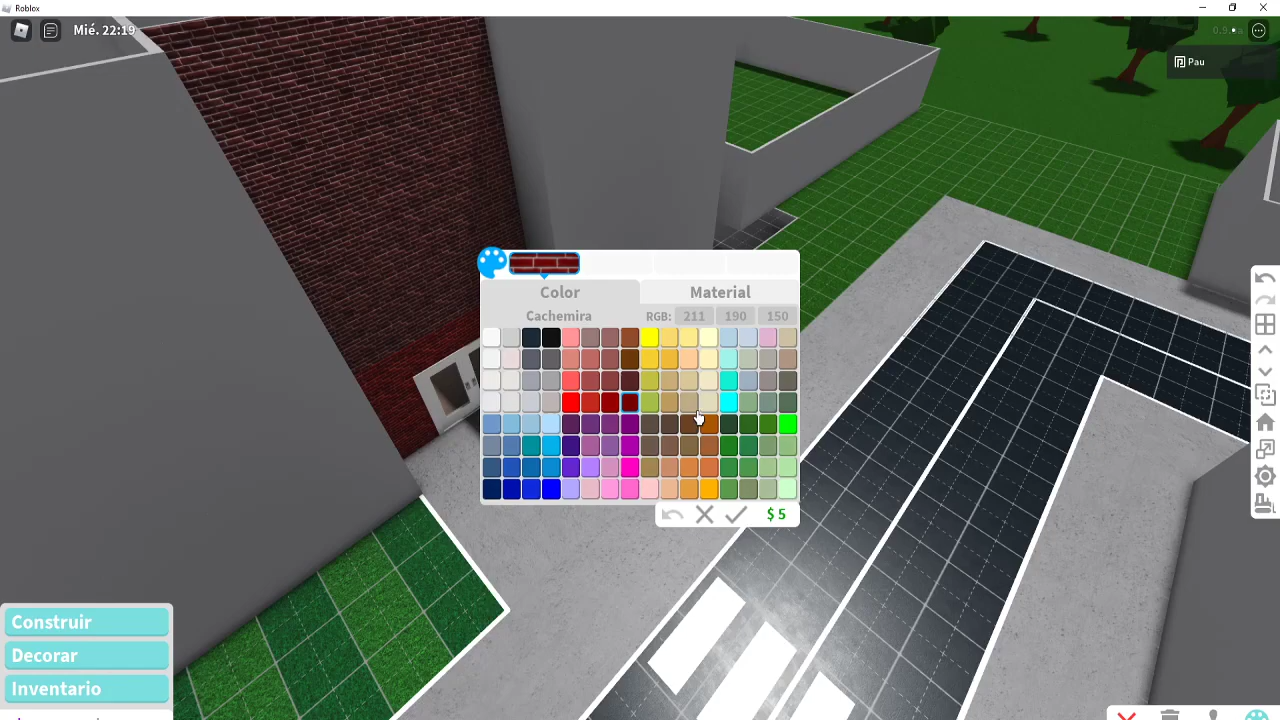 Roblox
Mié. 22:19
Pau
Color
Material
Cachemira
RGB: 211 190 150
$ 5
Construir
Decorar
Inventario